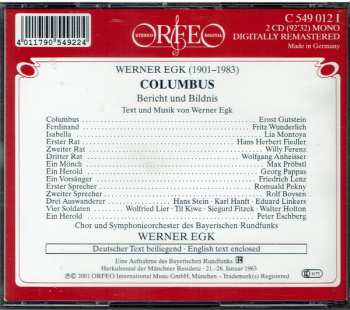 C 549 012 I
2 CD (92'32) MONO
DIGITALLY REMASTERED
Made in Germany
STEREO ORFEO DIGITAL
4 011790 549224
WERNER EGK (1901–1983)
COLUMBUS
Bericht und Bildnis
Text und Musik von Werner Egk
Columbus Ernst Gutstein
Ferdinand Fritz Wunderlich
Isabella Lia Montoya
Erster Rat Hans Herbert Fiedler
Zweiter Rat Willy Ferenz
Dritter Rat Wolfgang Anheisser
Ein Mönch Max Pröbstl
Ein Herold Georg Pappas
Ein Vorsänger Friedrich Lenz
Erster Sprecher Romuald Pekny
Zweiter Sprecher Rolf Boysen
Drei Auswanderer Hans Stein · Karl Hanft · Eduard Linkers
Vier Soldaten Wolfried Lier · Til Kiwe · Siegurd Fitzek · Walter Holten
Ein Herold Peter Eschberg
Chor und Symphonieorchester des Bayerischen Rundfunks
WERNER EGK
Deutscher Text beiliegend · English text enclosed
Eine Aufnahme des Bayerischen Rundfunks
Herkulessaal der Münchner Residenz · 21.-26. Januar 1963
℗ + © 2001 ORFEO International Music GmbH, München · Trademark(s) Registered